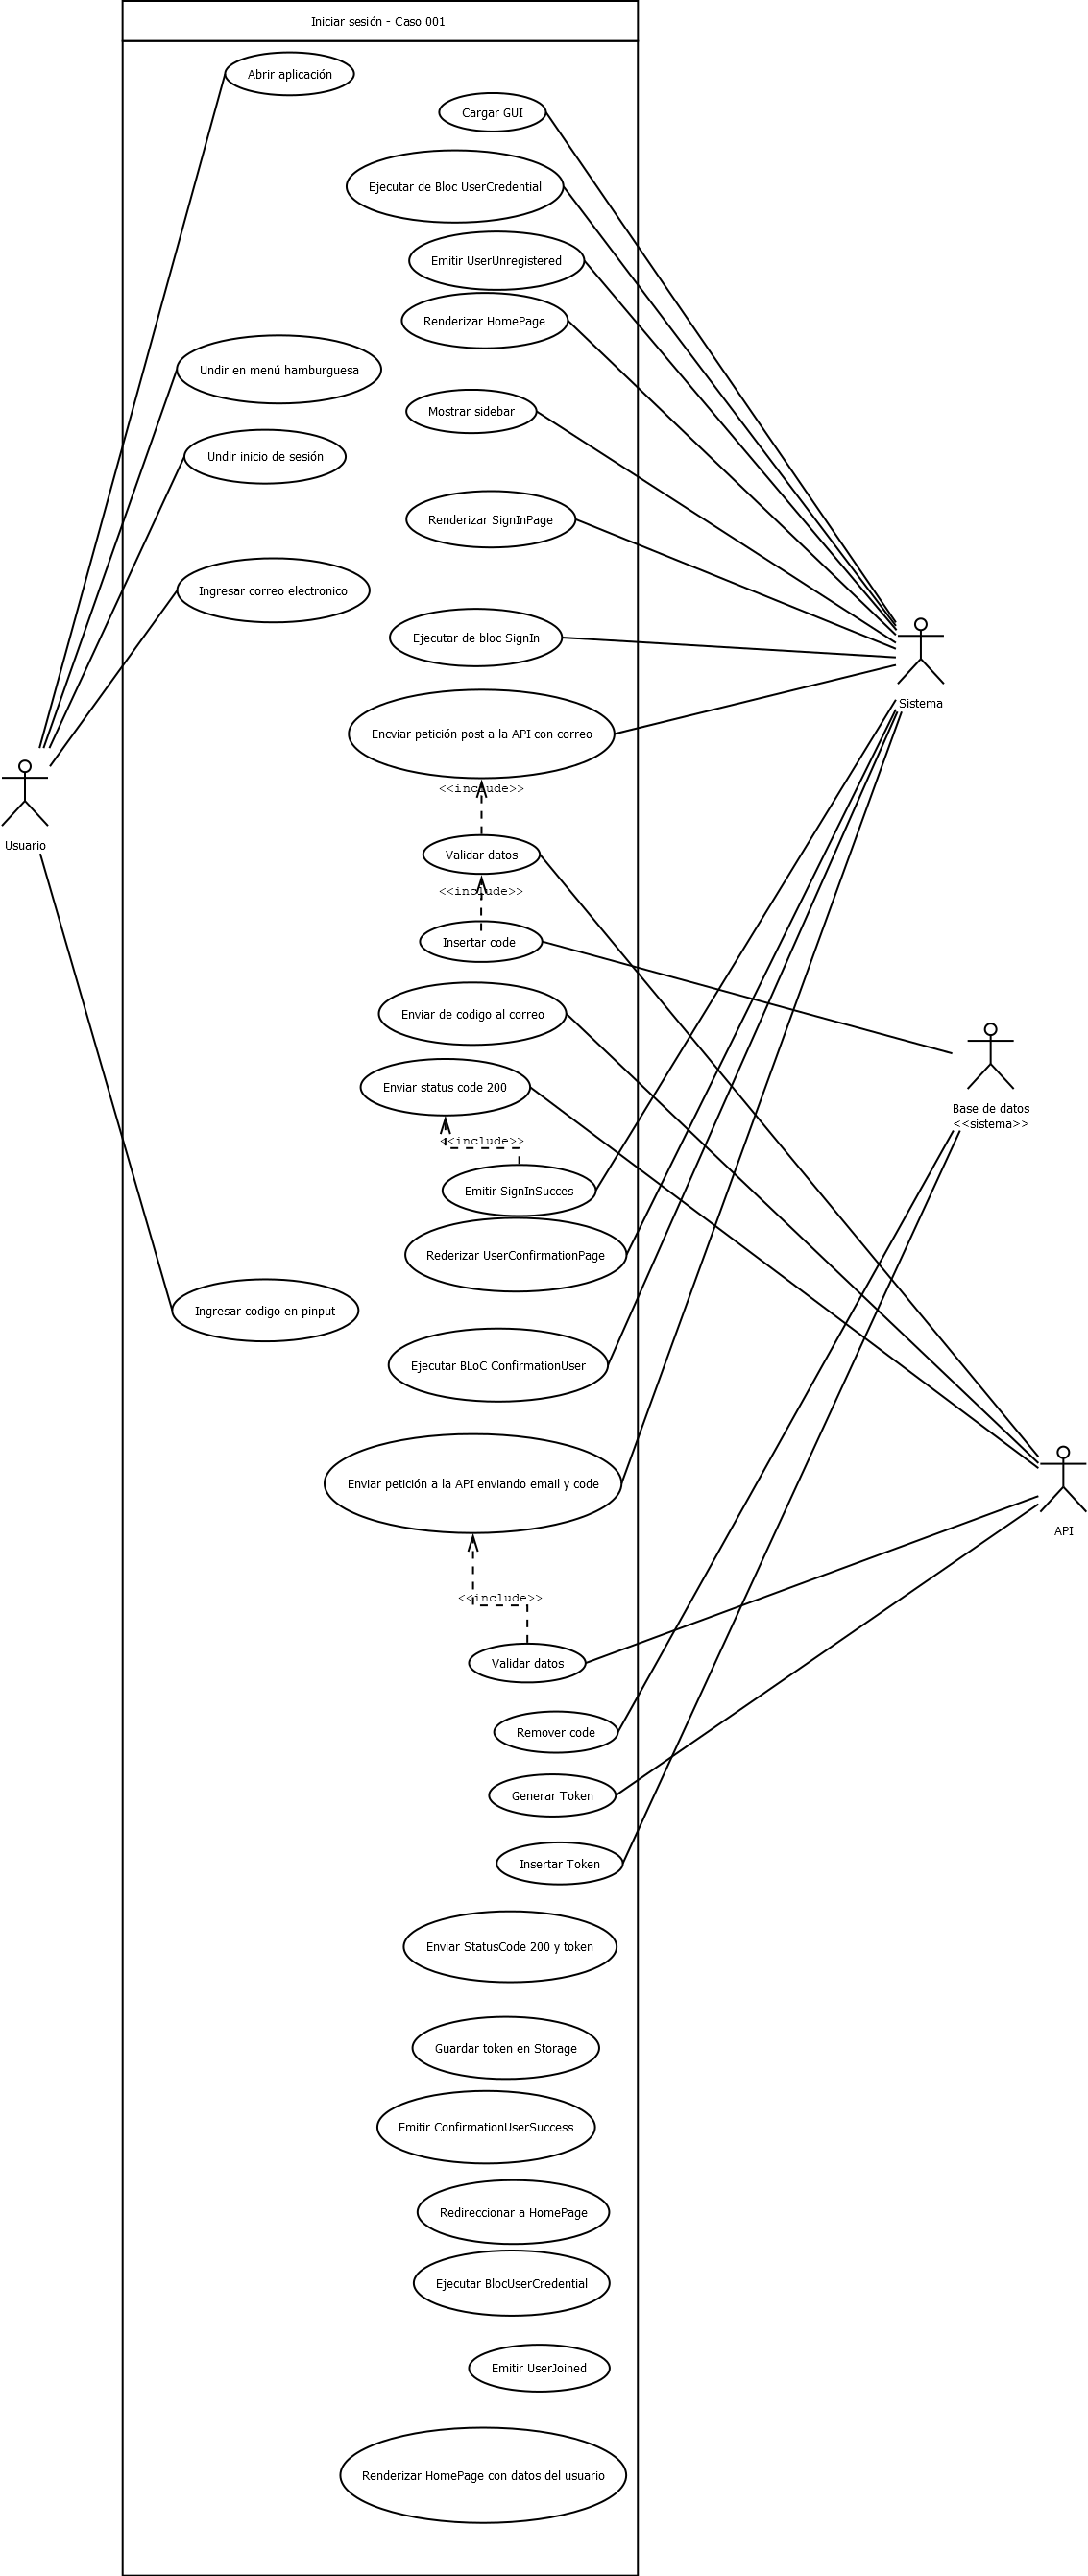 Iniciar sesión - Caso 001
Abrir aplicación
Cargar GUI
Ejecutar de Bloc UserCredential
Emitir UserUnregistered
Renderizar HomePage
Undir en menú hamburguesa
Mostrar sidebar
Undir inicio de sesión
Renderizar SignInPage
Ingresar correo electronico
Ejecutar de bloc SignIn
Sistema
Encviar petición post a la API con correo
<<include>>
Usuario
Validar datos
<<include>>
Insertar code
Enviar de codigo al correo
Enviar status code 200
Base de datos
<<sistema>>
<<include>>
Emitir SignInSucces
Rederizar UserConfirmationPage
Ingresar codigo en pinput
Ejecutar BLoC ConfirmationUser
Enviar petición a la API enviando email y code
API
<<include>>
Validar datos
Remover code
Generar Token
Insertar Token
Enviar StatusCode 200 y token
Guardar token en Storage
Emitir ConfirmationUserSuccess
Redireccionar a HomePage
Ejecutar BlocUserCredential
Emitir UserJoined
Renderizar HomePage con datos del usuario